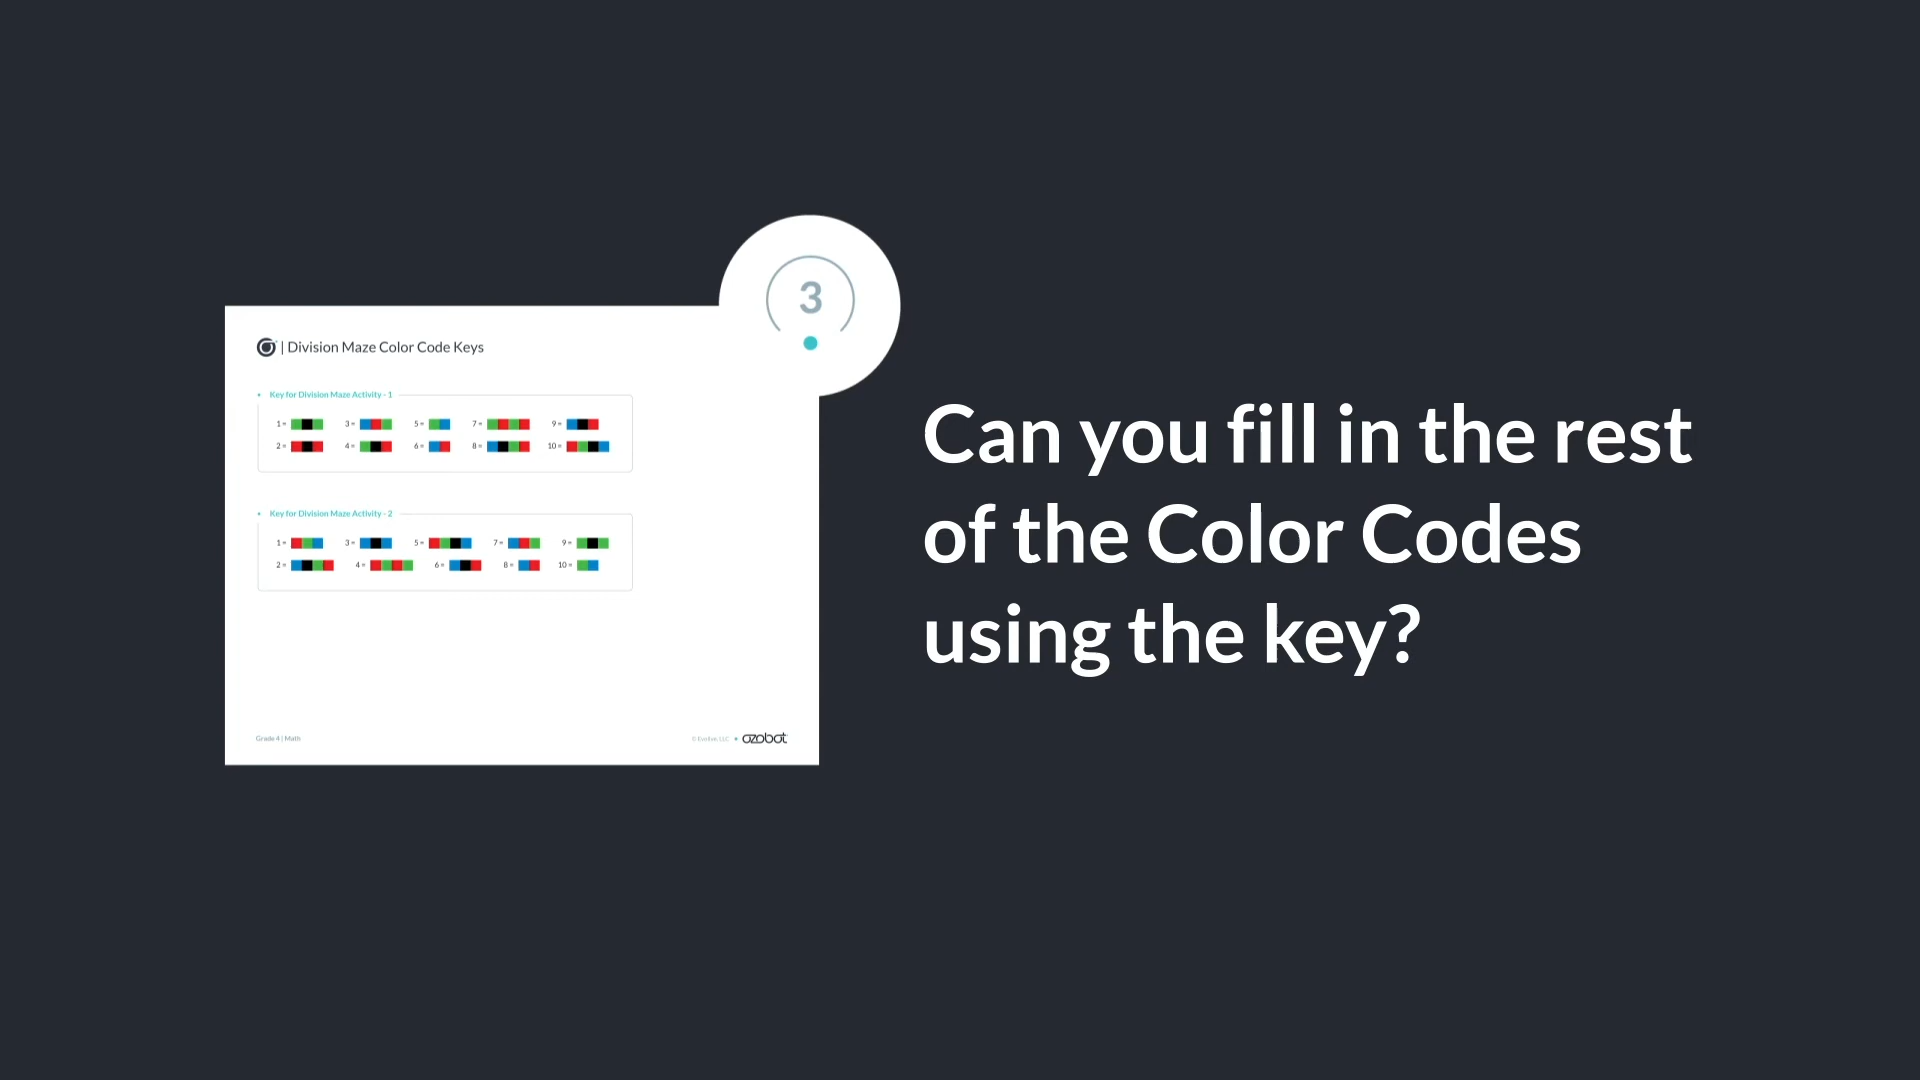 3
| Division Maze Color Code Keys
Key for Division Maze Activity - 1
1 = 3 = 5 = 7 = 9 =
2 = 4 = 6 = 8 = 10 =
Key for Division Maze Activity - 2
1 = 3 = 5 = 7 = 9 =
2 = 4 = 6 = 8 = 10 =
Grade 4 | Math
© Evollve, LLC • ozobot
Can you fill in the rest
of the Color Codes
using the key?